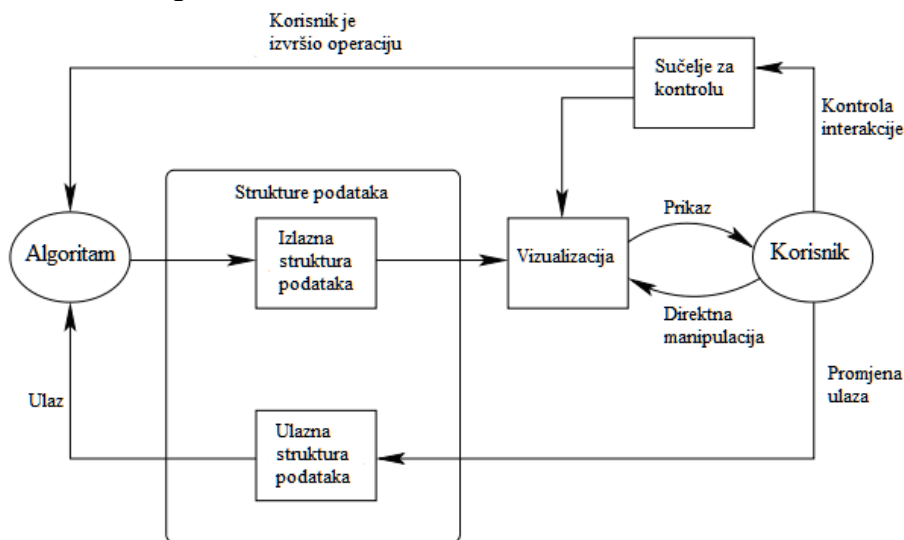 Korisnik je
izvršio operaciju
Sučelje za
kontrolu
Kontrola
interakcije
Strukture podataka
Algoritam
Izlazna
struktura
podataka
Vizualizacija
Prikaz
Korisnik
Direktna
manipulacija
Ulaz
Ulazna
struktura
podataka
Promjena
ulaza